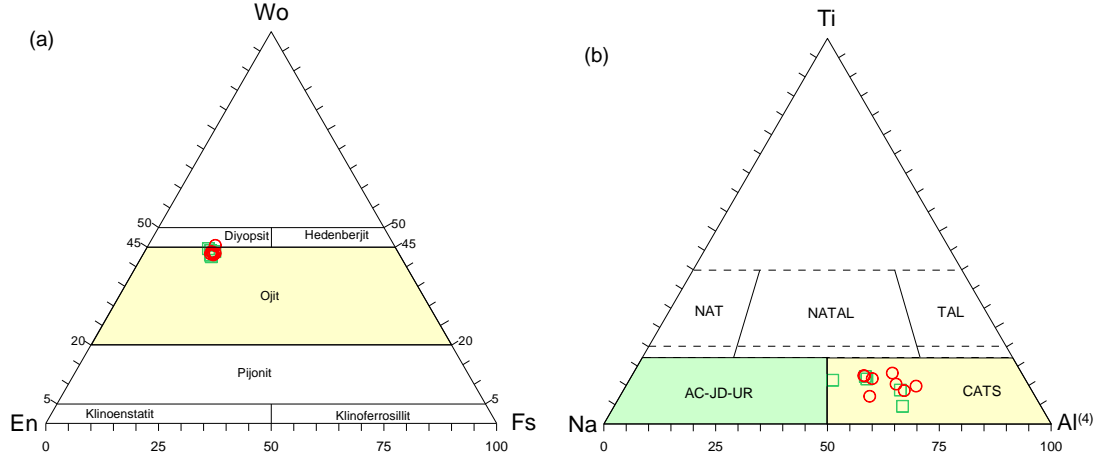 (a)
Wo
50
50
Diyopsit
Hedenberjit
45
45
Ojit
20
20
Pijonit
5
5
Klinoenstatit
Klinoferrosillit
En
Fs
0
25
50
75
100
(b)
Ti
NAT
NATAL
TAL
AC-JD-UR
CATS
Na
Al(4)
0
25
50
75
100